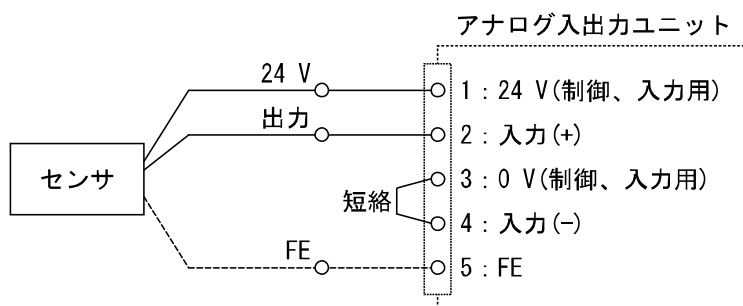 アナログ入出力ユニット
24 V
1 : 24 V(制御、入力用)
出力
2 : 入力(+)
センサ
3 : 0 V(制御、入力用)
短絡
4 : 入力(−)
FE
5 : FE